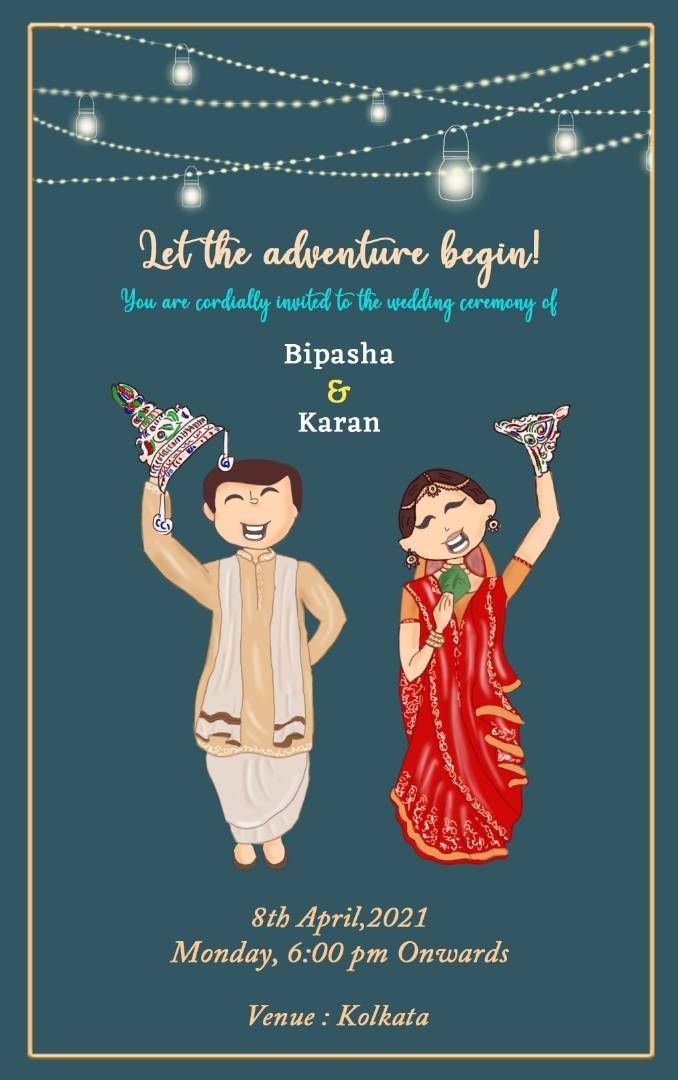 Let the adventure begin!
You are cordially invited to the wedding ceremony of
Bipasha
&
Karan
8th April,2021
Monday, 6:00 pm Onwards
Venue : Kolkata